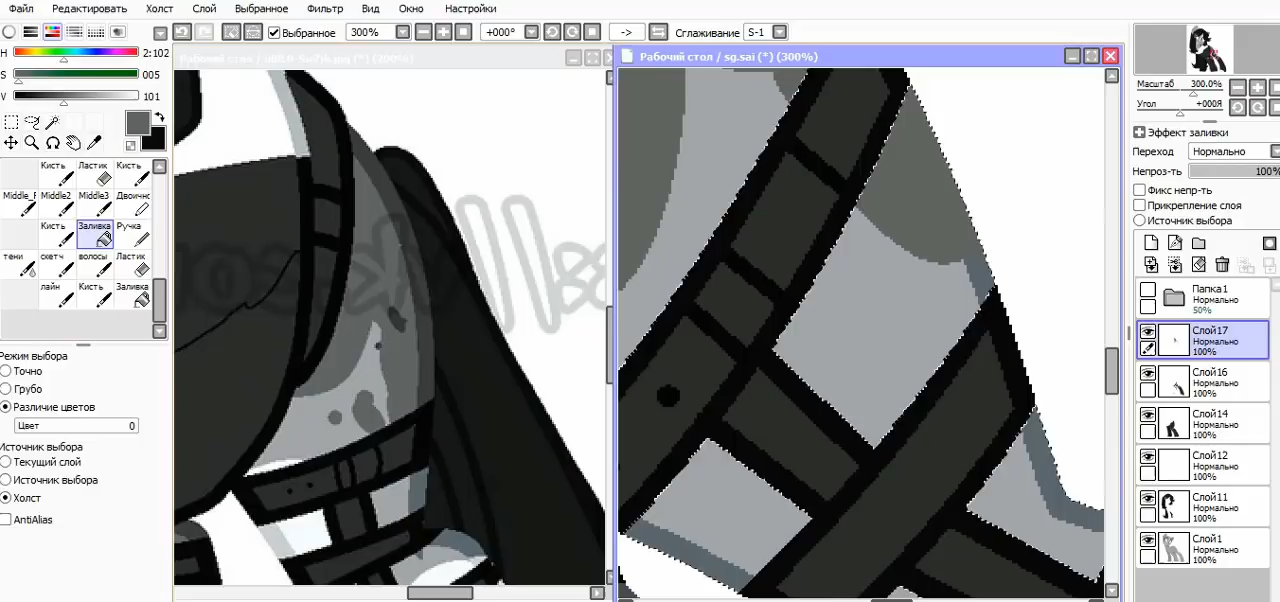 Файл Редактировать Холст Слой Выбранное Фильтр Вид Окно Настройки
Выбранное 300% +000° -> Сглаживание S-1
H 2:102
S 005
V 101
Рабочий стол / sg.sai (*) (300%)
Масштаб 300.0%
Угол +000Я
Эффект заливки
Переход Нормально
Непроз-ть 100%
Фикс непр-ть
Прикрепление слоя
Источник выбора
Кисть Ластик Кисть
Middle2 Middle3 Двоичн
Кисть Заливка Ручка
тени скетч волосы Ластик
лайн Кисть Заливка
Режим выбора
Точно
Грубо
Различие цветов
Цвет 0
Источник выбора
Текущий слой
Источник выбора
Холст
AntiAlias
Папка1
Нормально
50%
Слой17
Нормально
100%
Слой16
Нормально
100%
Слой14
Нормально
100%
Слой12
Нормально
100%
Слой11
Нормально
100%
Слой1
Нормально
100%